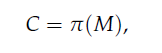 C = π(M),